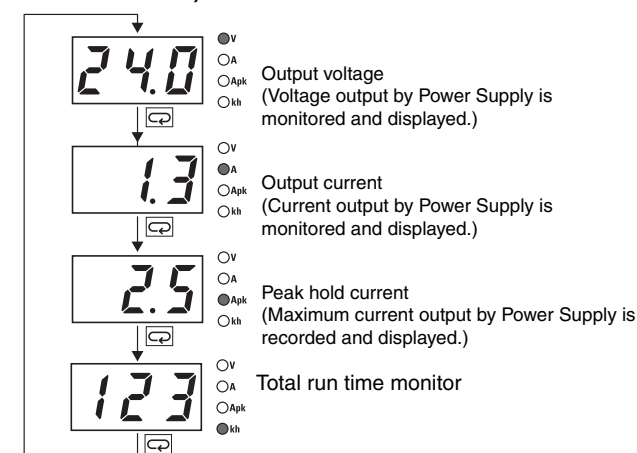 24.0
V
A
Apk
kh
Output voltage
(Voltage output by Power Supply is
monitored and displayed.)
1.3
V
A
Apk
kh
Output current
(Current output by Power Supply is
monitored and displayed.)
2.5
V
A
Apk
kh
Peak hold current
(Maximum current output by Power Supply is
recorded and displayed.)
123
V
A
Apk
kh
Total run time monitor